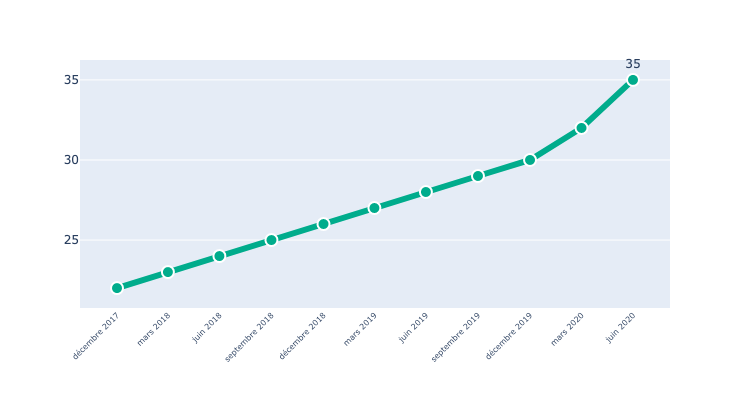 35
35
30
25
décembre 2017
mars 2018
juin 2018
septembre 2018
décembre 2018
mars 2019
juin 2019
septembre 2019
décembre 2019
mars 2020
juin 2020